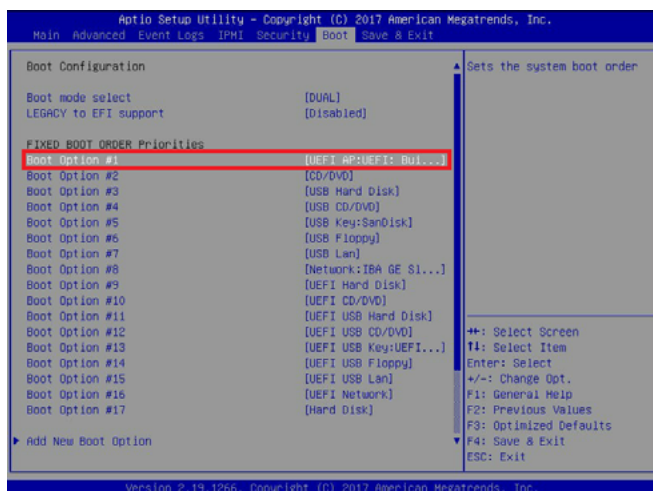 Aptio Setup Utility - Copyright (C) 2017 American Megatrends, Inc.
Main Advanced Event Logs IPMI Security Boot Save & Exit
Boot Configuration
Sets the system boot order
Boot mode select [DUAL]
LEGACY to EFI support [Disabled]
FIXED BOOT ORDER Priorities
Boot Option #1 [UEFI AP:UEFI: Bui...]
Boot Option #2 [CD/DVD]
Boot Option #3 [USB Hard Disk]
Boot Option #4 [USB CD/DVD]
Boot Option #5 [USB Key:SanDisk]
Boot Option #6 [USB Floppy]
Boot Option #7 [USB Lan]
Boot Option #8 [Network:IBA GE Sl...]
Boot Option #9 [UEFI Hard Disk]
Boot Option #10 [UEFI CD/DVD]
Boot Option #11 [UEFI USB Hard Disk]
Boot Option #12 [UEFI USB CD/DVD]
Boot Option #13 [UEFI USB Key:UEFI...]
Boot Option #14 [UEFI USB Floppy]
Boot Option #15 [UEFI USB Lan]
Boot Option #16 [UEFI Network]
Boot Option #17 [Hard Disk]
Add New Boot Option
→←: Select Screen
↑↓: Select Item
Enter: Select
+/-: Change Opt.
F1: General Help
F2: Previous Values
F3: Optimized Defaults
F4: Save & Exit
ESC: Exit
Version 2.19.1266. Copyright (C) 2017 American Megatrends, Inc.